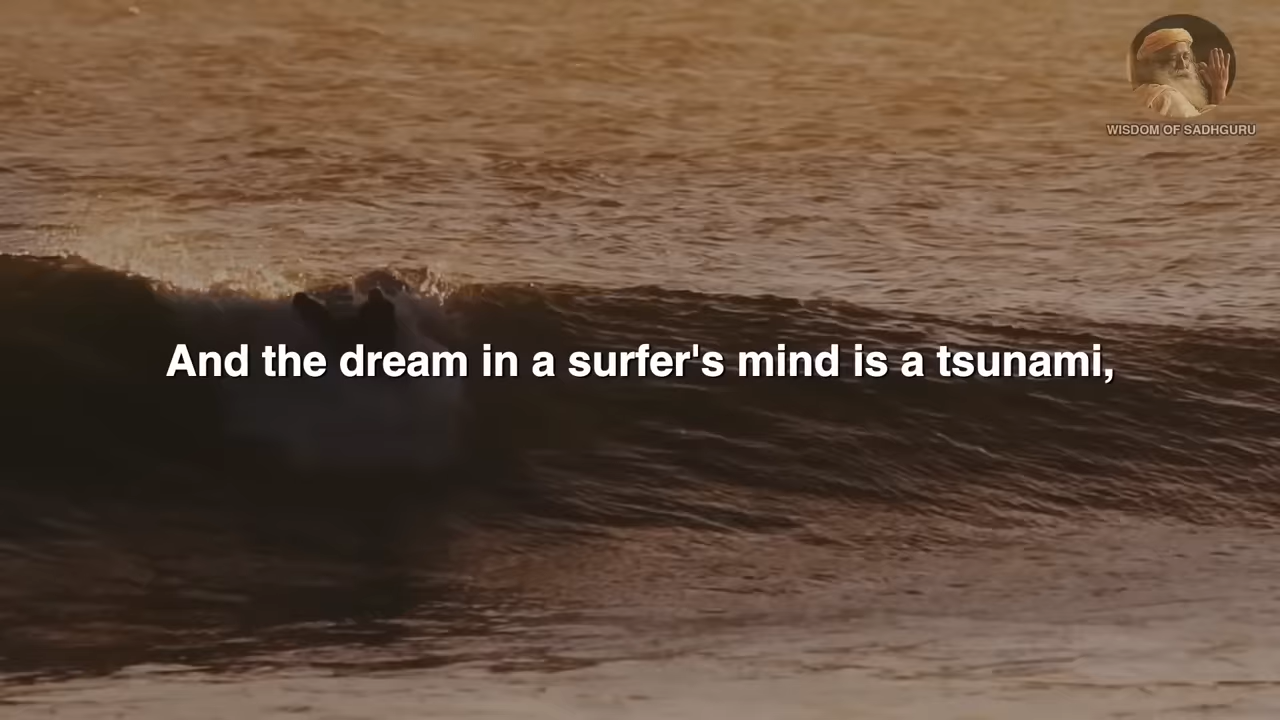 WISDOM OF SADHGURU
And the dream in a surfer's mind is a tsunami,